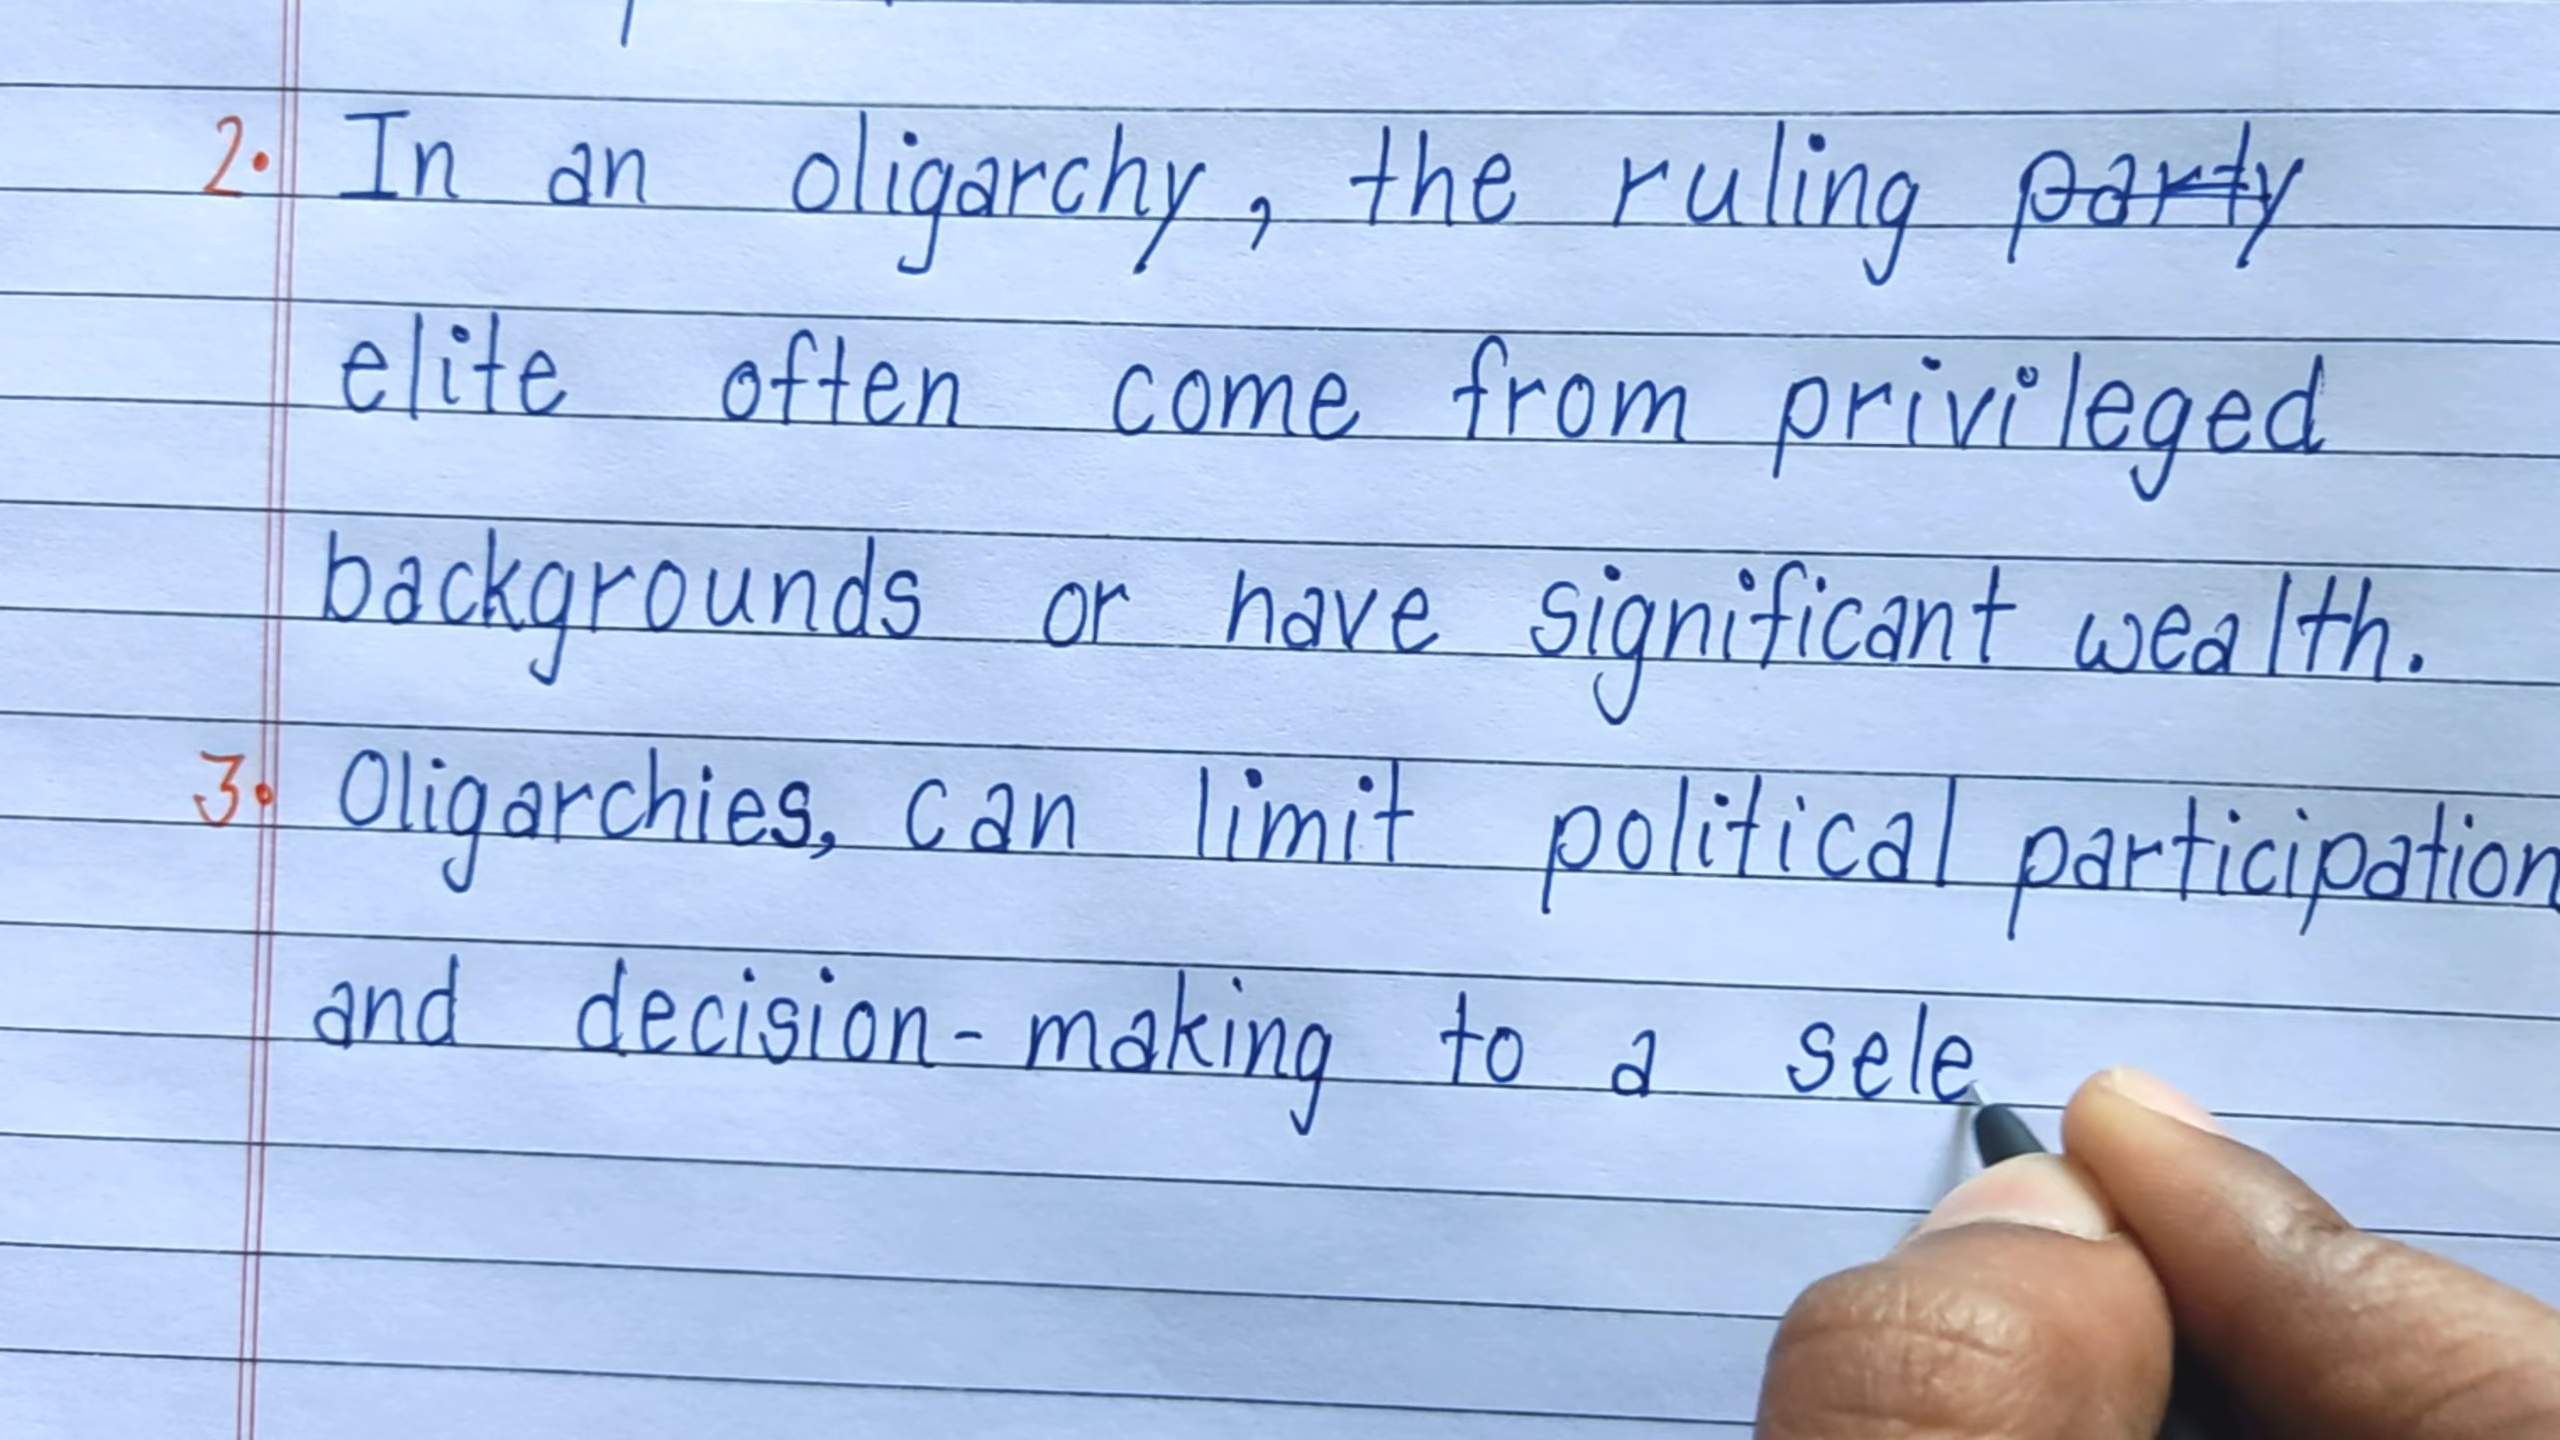 2. In an oligarchy, the ruling party
elite often come from privileged
backgrounds or have significant wealth.
3. Oligarchies, can limit political participation
and decision-making to a sele